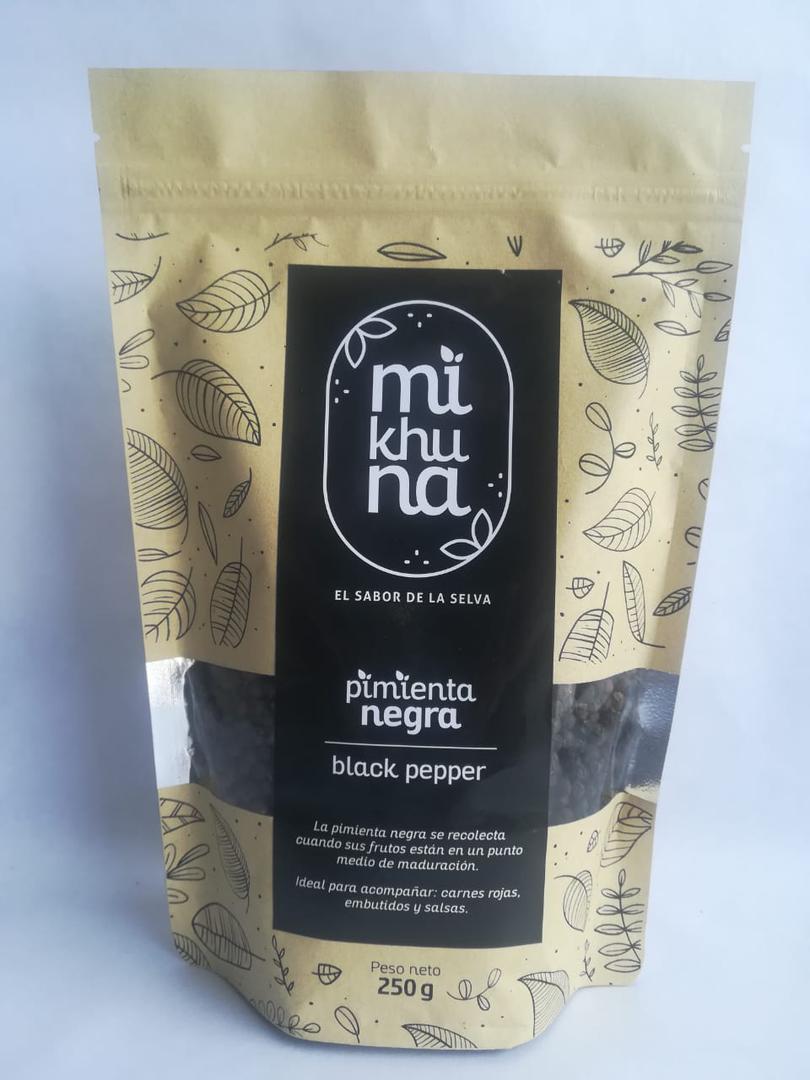 mi
khu
na
EL SABOR DE LA SELVA
pimienta
negra
black pepper
La pimienta negra se recolecta
cuando sus frutos están en un punto
medio de maduración.
Ideal para acompañar: carnes rojas,
embutidos y salsas.
Peso neto
250 g